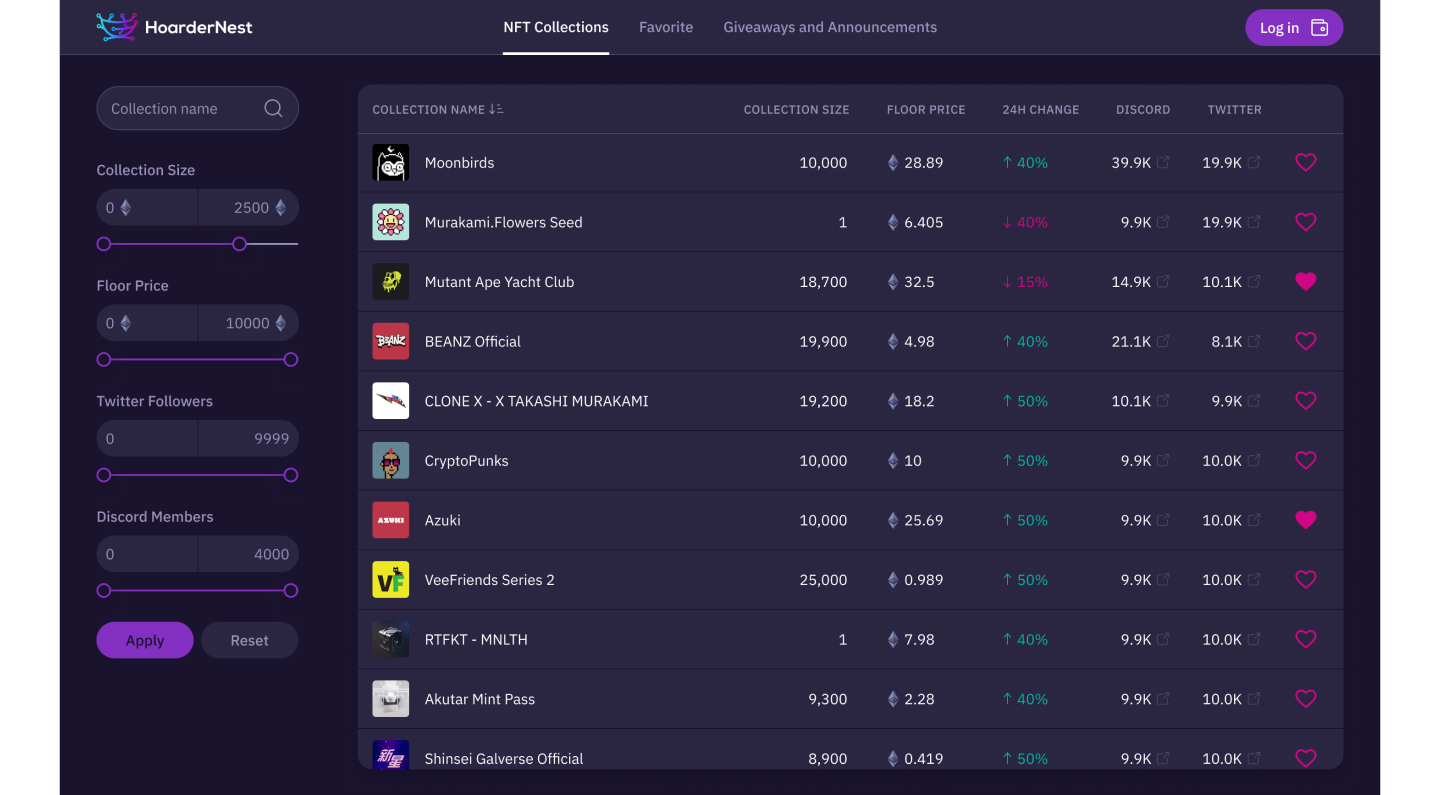 HoarderNest
NFT Collections Favorite Giveaways and Announcements
Log in
Collection name
Collection Size
0 2500
Floor Price
0 10000
Twitter Followers
0 9999
Discord Members
0 4000
Apply Reset
COLLECTION NAME COLLECTION SIZE FLOOR PRICE 24H CHANGE DISCORD TWITTER
Moonbirds 10,000 28.89 ↑ 40% 39.9K 19.9K
Murakami.Flowers Seed 1 6.405 ↓ 40% 9.9K 19.9K
Mutant Ape Yacht Club 18,700 32.5 ↓ 15% 14.9K 10.1K
BEANZ BEANZ Official 19,900 4.98 ↑ 40% 21.1K 8.1K
CLONE X - X TAKASHI MURAKAMI 19,200 18.2 ↑ 50% 10.1K 9.9K
CryptoPunks 10,000 10 ↑ 50% 9.9K 10.0K
AZUKI Azuki 10,000 25.69 ↑ 50% 9.9K 10.0K
VF VeeFriends Series 2 25,000 0.989 ↑ 50% 9.9K 10.0K
RTFKT - MNLTH 1 7.98 ↑ 40% 9.9K 10.0K
Akutar Mint Pass 9,300 2.28 ↑ 40% 9.9K 10.0K
新星 Shinsei Galverse Official 8,900 0.419 ↑ 50% 9.9K 10.0K